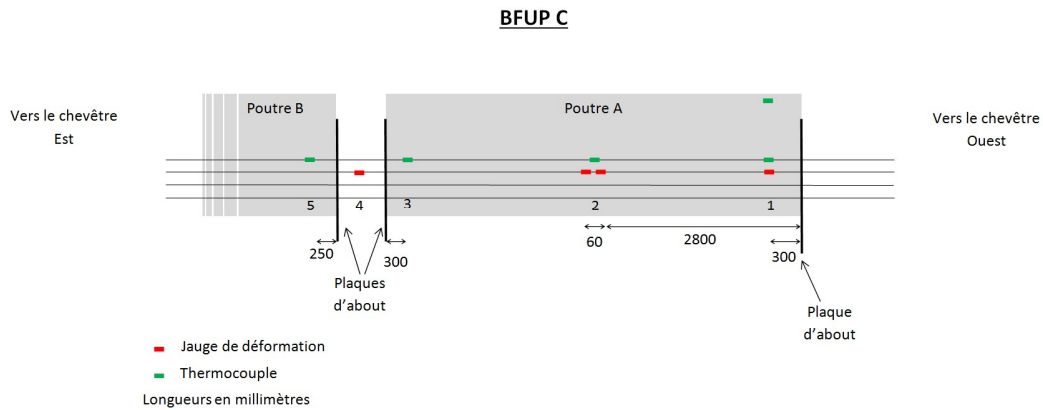 BFUP C
Vers le chevêtre
Est
Poutre B
Poutre A
Vers le chevêtre
Ouest
5
4
3
2
1
250
300
60
2800
300
Plaques
d'about
Plaque
d'about
Jauge de déformation
Thermocouple
Longueurs en millimètres